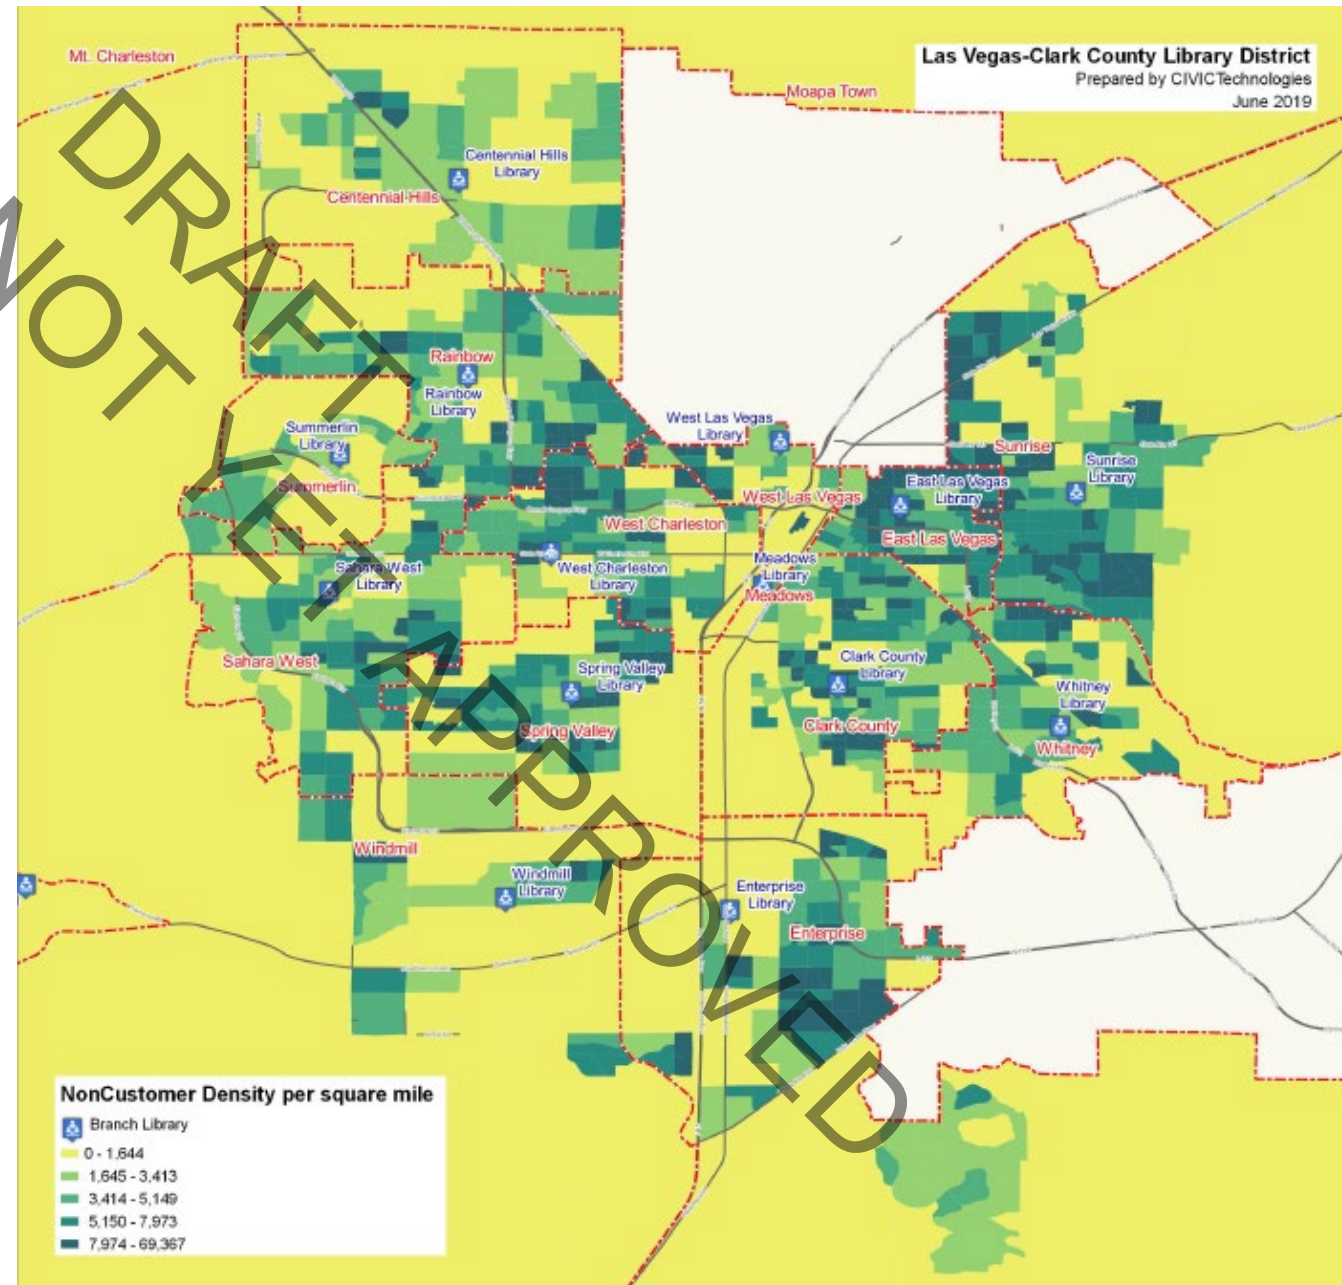 Las Vegas-Clark County Library District
Prepared by CIVICTechnologies
June 2019
Mt. Charleston
Moapa Town
Centennial Hills
Library
Centennial Hills
Rainbow
Rainbow
Library
Summerlin
Library
Summerlin
West Las Vegas
Library
West Las Vegas
Sunrise
Sunrise
Library
East Las Vegas
Library
East Las Vegas
West Charleston
West Charleston
Library
Meadows
Library
Meadows
Sahara West
Library
Sahara West
Spring Valley
Library
Spring Valley
Clark County
Library
Clark County
Whitney
Library
Whitney
Windmill
Windmill
Library
Enterprise
Library
Enterprise
DRAFT
NOT YET APPROVED
NonCustomer Density per square mile
Branch Library
0 - 1,644
1,645 - 3,413
3,414 - 5,149
5,150 - 7,973
7,974 - 69,367